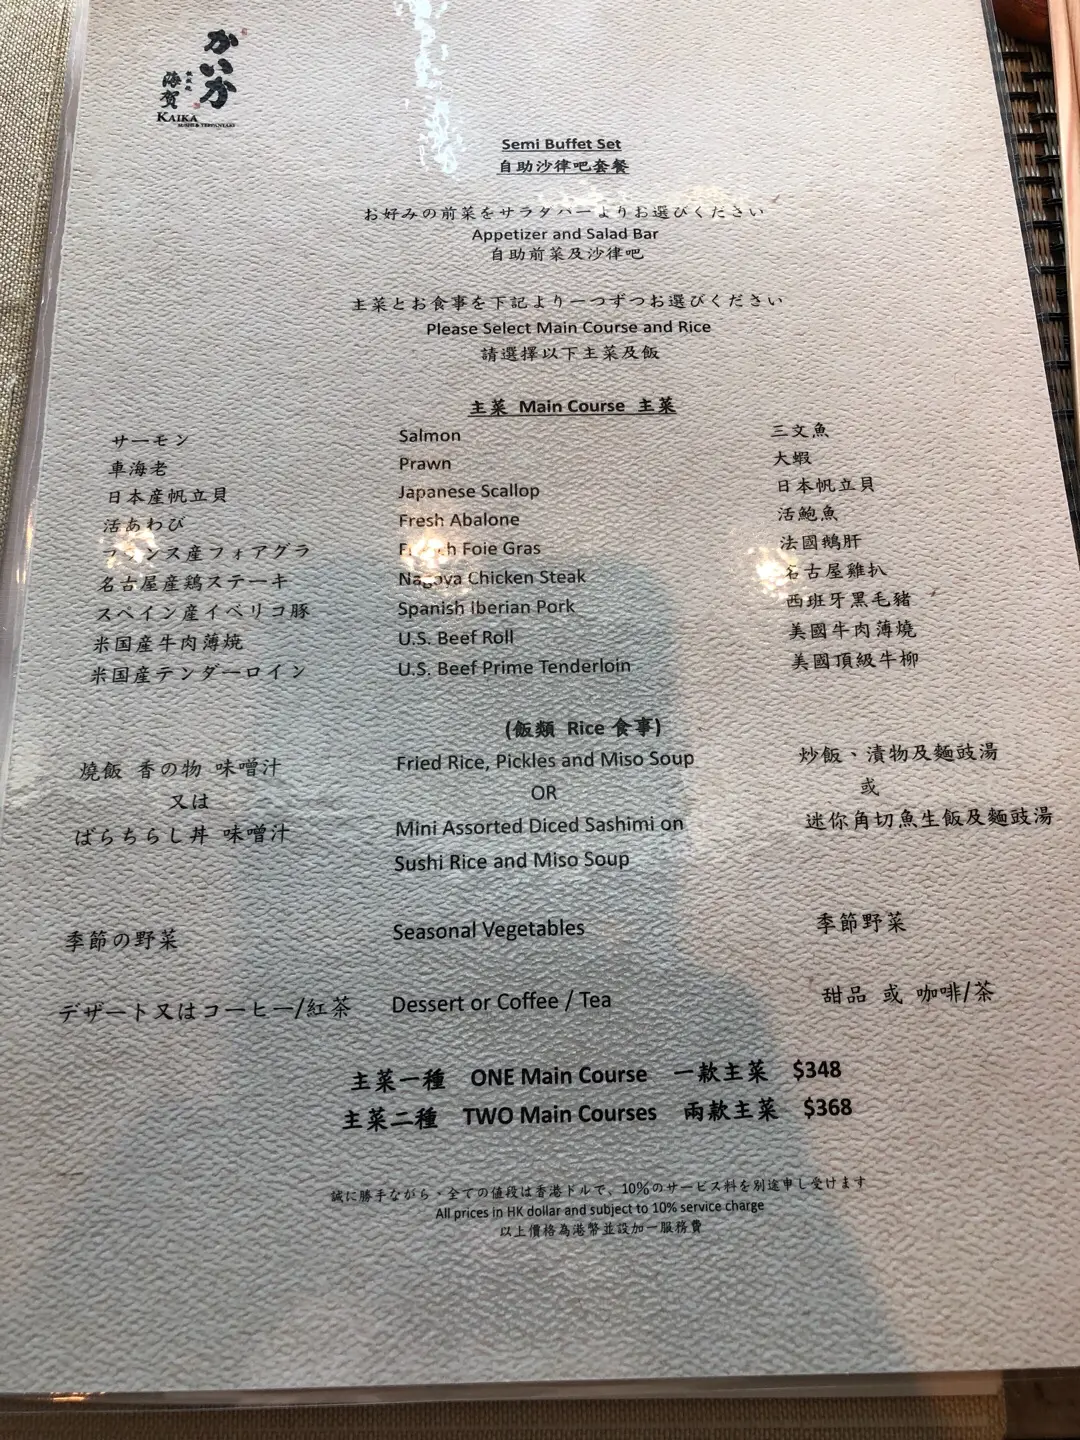 かいか
海賀
KAIKA
SUSHI & TEPPANYAKI
Semi Buffet Set
自助沙律吧套餐
お好みの前菜をサラダバーよりお選びください
Appetizer and Salad Bar
自助前菜及沙律吧
主菜とお食事を下記より一つずつお選びください
Please Select Main Course and Rice
請選擇以下主菜及飯
主菜 Main Course 主菜
サーモン Salmon 三文魚
車海老 Prawn 大蝦
日本産帆立貝 Japanese Scallop 日本帆立貝
活あわび Fresh Abalone 活鮑魚
フランス産フォアグラ French Foie Gras 法國鵝肝
名古屋産鶏ステーキ Nagoya Chicken Steak 名古屋雞扒
スペイン産イベリコ豚 Spanish Iberian Pork 西班牙黑毛豬
米国産牛肉薄焼 U.S. Beef Roll 美國牛肉薄燒
米国産テンダーロイン U.S. Beef Prime Tenderloin 美國頂級牛柳
(飯類 Rice 食事)
焼飯 香の物 味噌汁 Fried Rice, Pickles and Miso Soup 炒飯、漬物及麵豉湯
又は OR 或
ばらちらし丼 味噌汁 Mini Assorted Diced Sashimi on 迷你角切魚生飯及麵豉湯
Sushi Rice and Miso Soup
季節の野菜 Seasonal Vegetables 季節野菜
デザート又はコーヒー/紅茶 Dessert or Coffee / Tea 甜品 或 咖啡/茶
主菜一種 ONE Main Course 一款主菜 $348
主菜二種 TWO Main Courses 兩款主菜 $368
誠に勝手ながら、全ての値段は香港ドルで、10%のサービス料を別途申し受けます
All prices in HK dollar and subject to 10% service charge
以上價格為港幣並設加一服務費